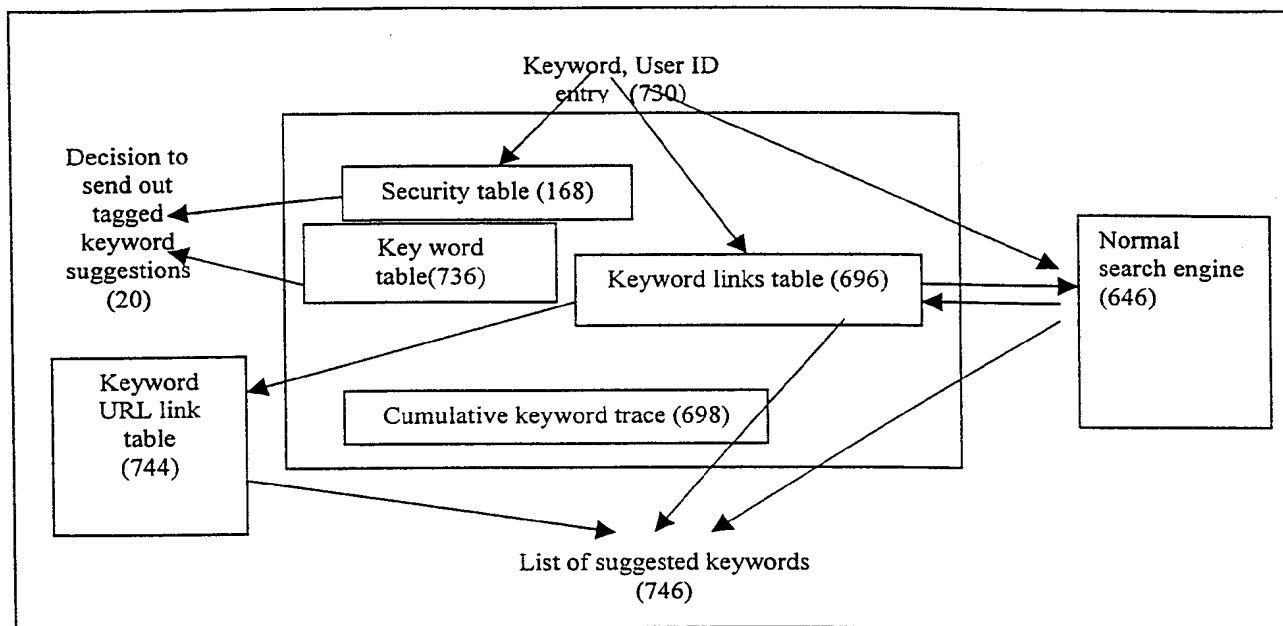 Keyword, User ID
entry (730)
Decision to
send out
tagged
keyword
suggestions
(20)
Security table (168)
Key word
table(736)
Keyword links table (696)
Normal
search engine
(646)
Keyword
URL link
table
(744)
Cumulative keyword trace (698)
List of suggested keywords
(746)